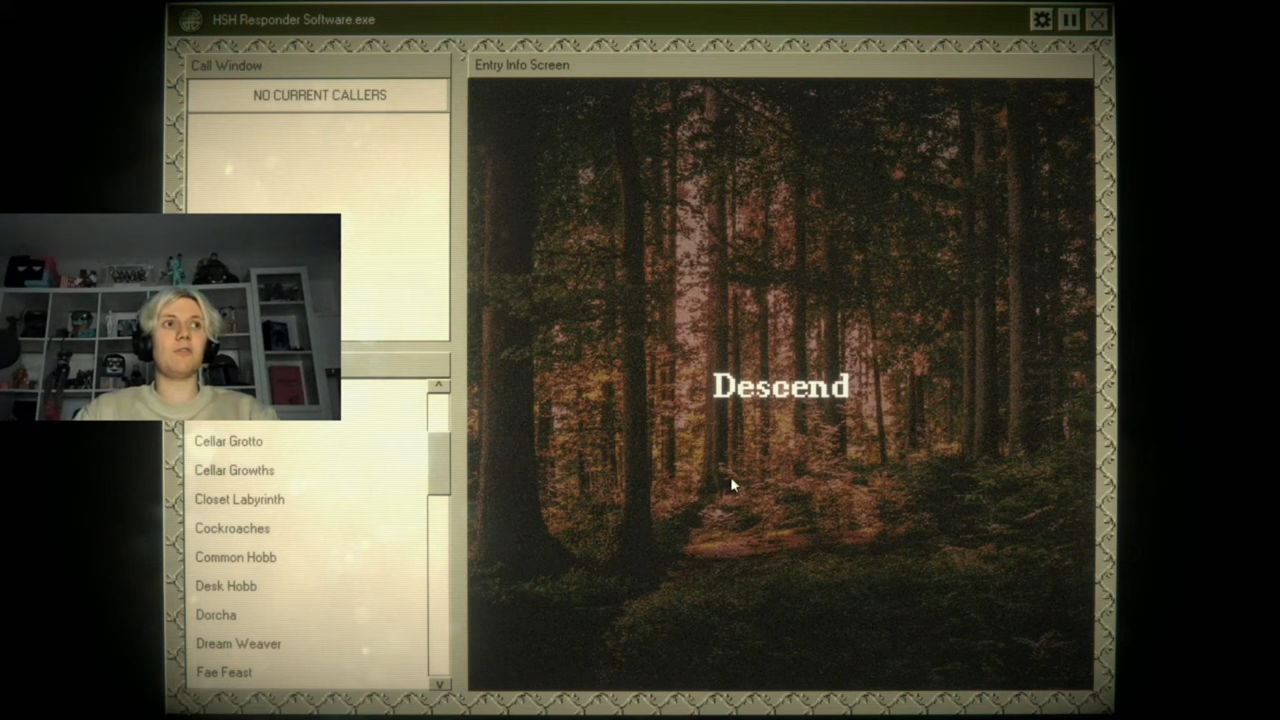 HSH Responder Software.exe
Call Window
NO CURRENT CALLERS
Cellar Grotto
Cellar Growths
Closet Labyrinth
Cockroaches
Common Hobb
Desk Hobb
Dorcha
Dream Weaver
Fae Feast
Entry Info Screen
Descend